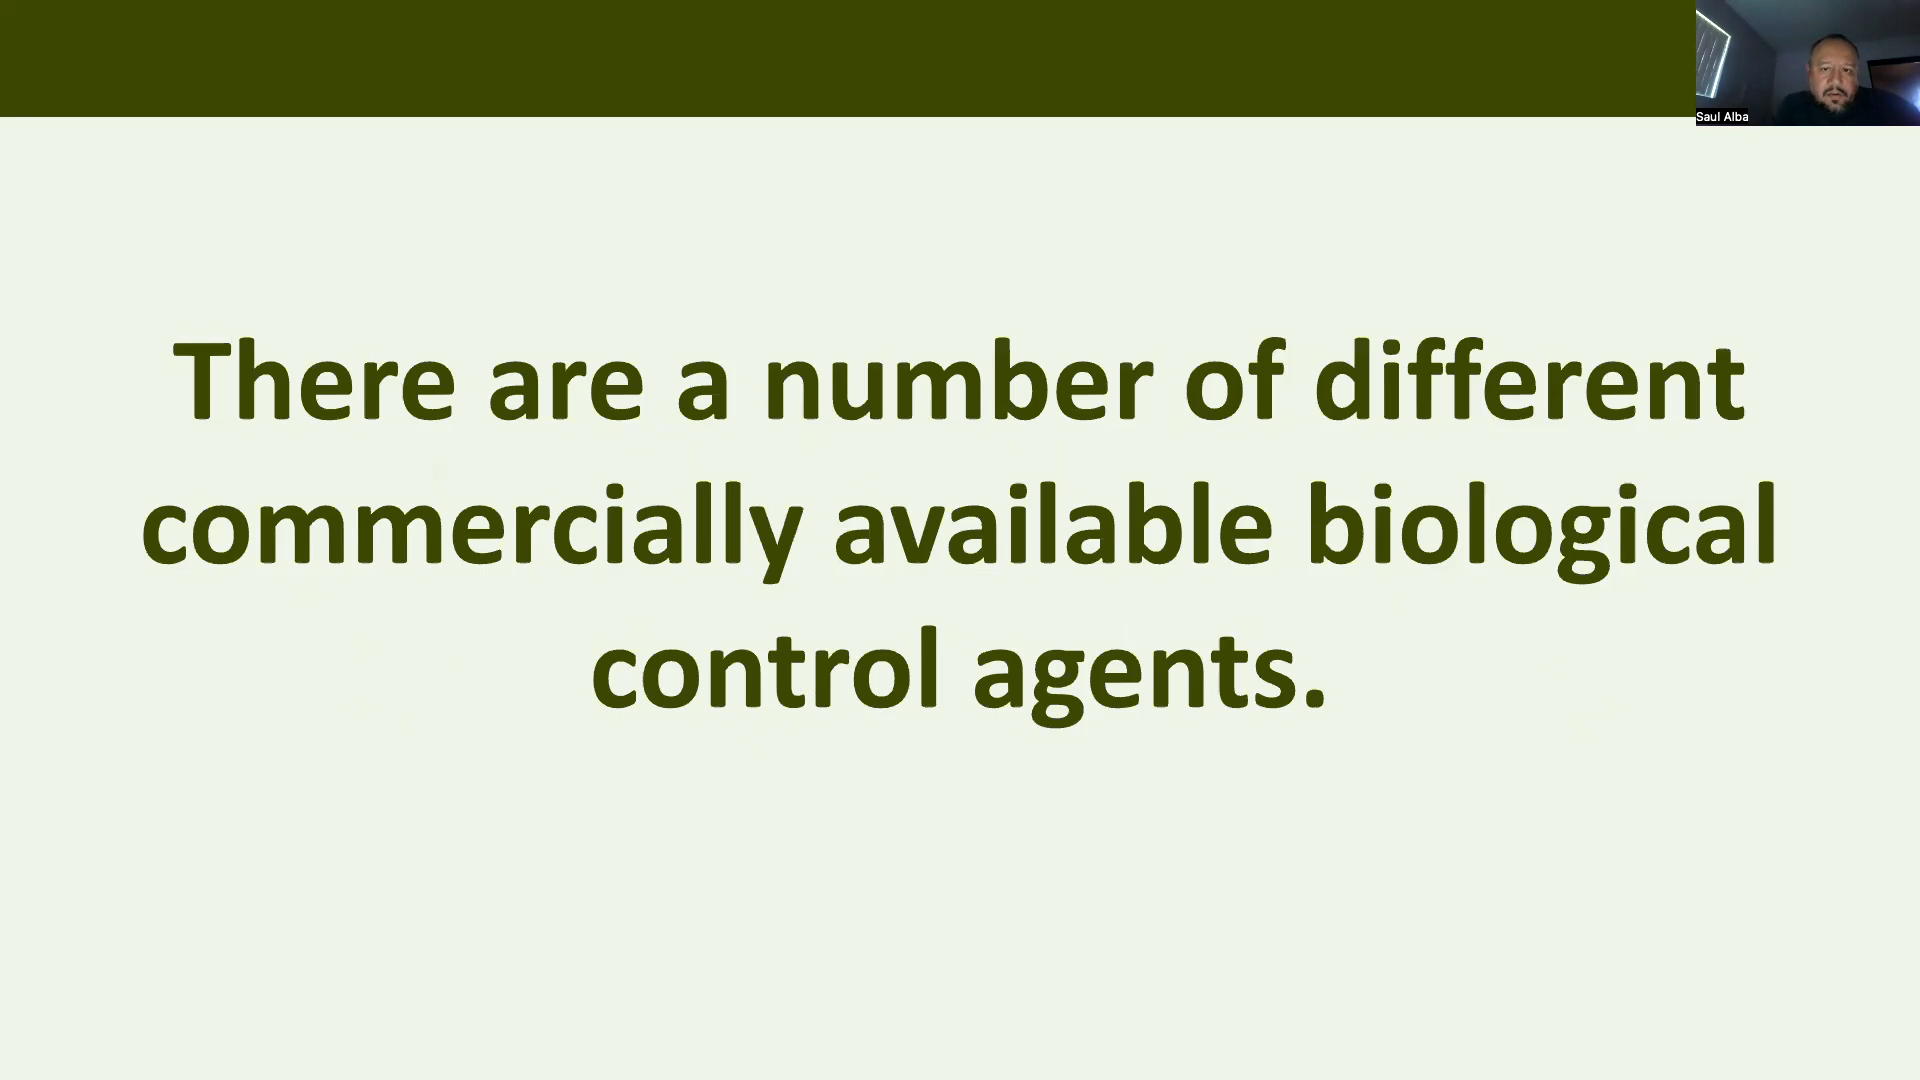 Saul Alba
There are a number of different
commercially available biological
control agents.